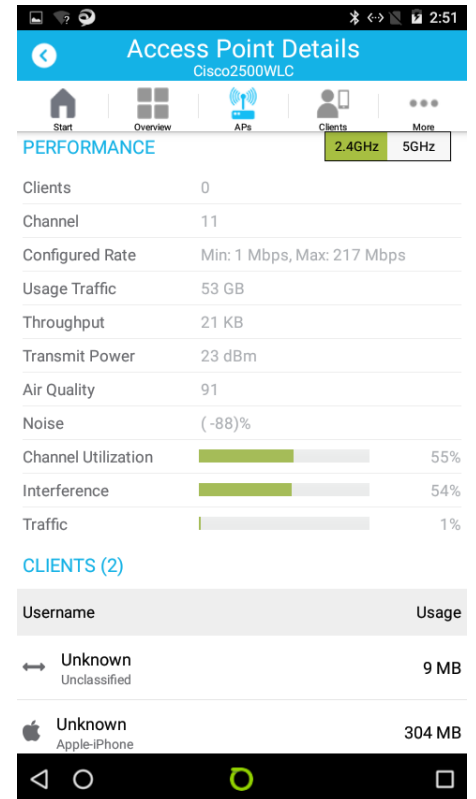 2:51
Access Point Details
Cisco2500WLC
Start Overview APs Clients More
PERFORMANCE 2.4GHz 5GHz
Clients 0
Channel 11
Configured Rate Min: 1 Mbps, Max: 217 Mbps
Usage Traffic 53 GB
Throughput 21 KB
Transmit Power 23 dBm
Air Quality 91
Noise ( -88)%
Channel Utilization 55%
Interference 54%
Traffic 1%
CLIENTS (2)
Username Usage
Unknown
Unclassified
9 MB
Unknown
Apple-iPhone
304 MB